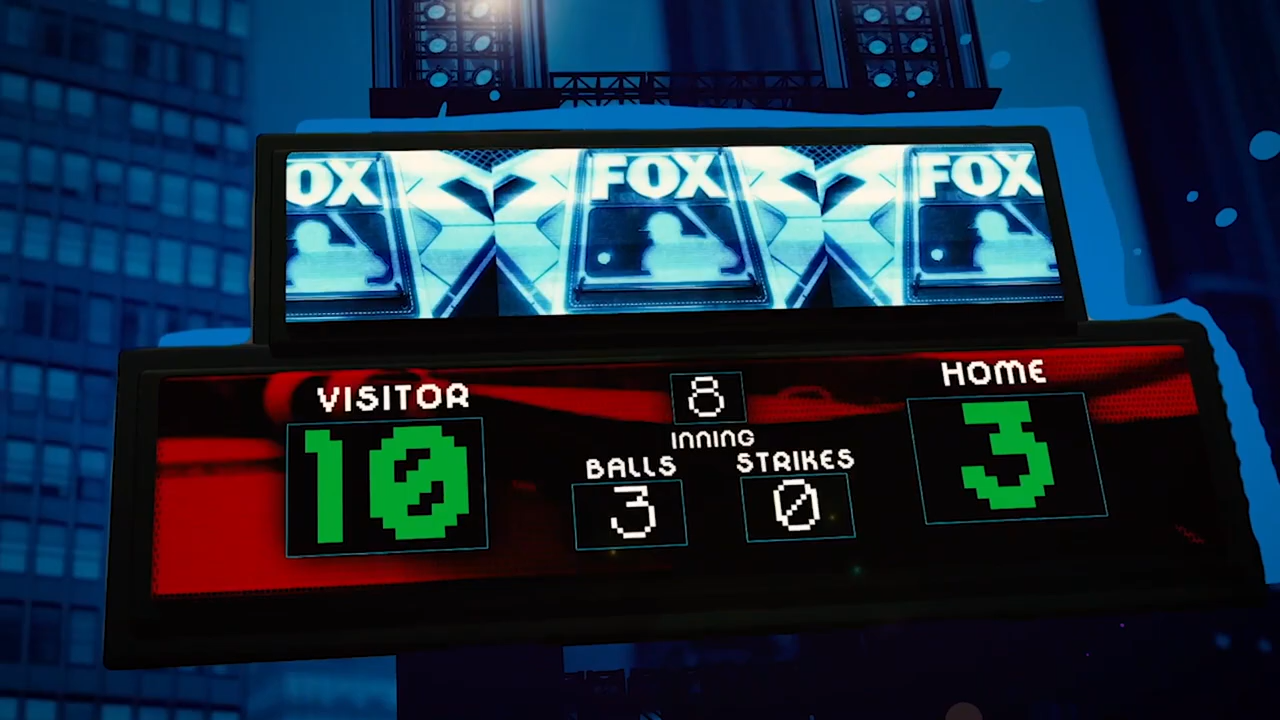 OX FOX FOX
VISITOR
HOME
8
10
3
INNING
BALLS
STRIKES
3
0